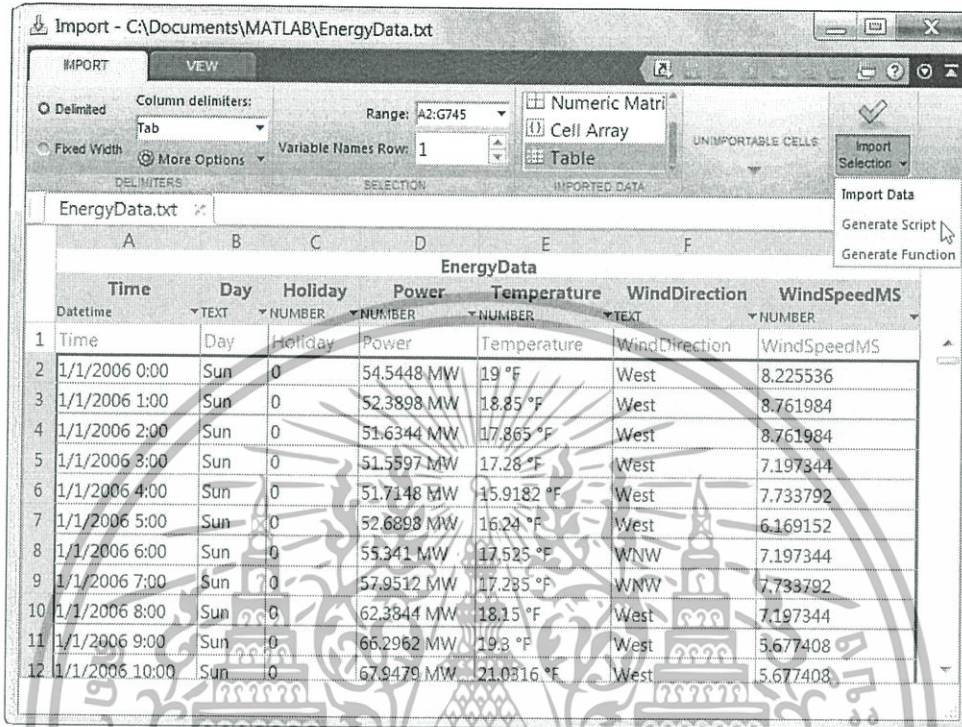 Import - C:\Documents\MATLAB\EnergyData.txt
IMPORT VIEW
Delimited Column delimiters: Range: A2:G745 Numeric Matri
Tab Cell Array
Fixed Width More Options Variable Names Row: 1 Table UNIMPORTABLE CELLS Import Selection
DELIMITERS SELECTION IMPORTED DATA
Import Data
Generate Script
Generate Function
EnergyData.txt
A B C D E F
EnergyData
Time Day Holiday Power Temperature WindDirection WindSpeedMS
Datetime TEXT NUMBER NUMBER NUMBER TEXT NUMBER
1 Time Day Holiday Power Temperature WindDirection WindSpeedMS
2 1/1/2006 0:00 Sun 0 54.5448 MW 19 °F West 8.225536
3 1/1/2006 1:00 Sun 0 52.3898 MW 18.85 °F West 8.761984
4 1/1/2006 2:00 Sun 0 51.6344 MW 17.865 °F West 8.761984
5 1/1/2006 3:00 Sun 0 51.5597 MW 17.28 °F West 7.197344
6 1/1/2006 4:00 Sun 0 51.7148 MW 15.9182 °F West 7.733792
7 1/1/2006 5:00 Sun 0 52.6898 MW 16.24 °F West 6.169152
8 1/1/2006 6:00 Sun 0 55.341 MW 17.525 °F WNW 7.197344
9 1/1/2006 7:00 Sun 0 57.9512 MW 17.235 °F WNW 7.733792
10 1/1/2006 8:00 Sun 0 62.3844 MW 18.15 °F West 7.197344
11 1/1/2006 9:00 Sun 0 66.2962 MW 19.3 °F West 5.677408
12 1/1/2006 10:00 Sun 0 67.9479 MW 21.0316 °F West 5.677408